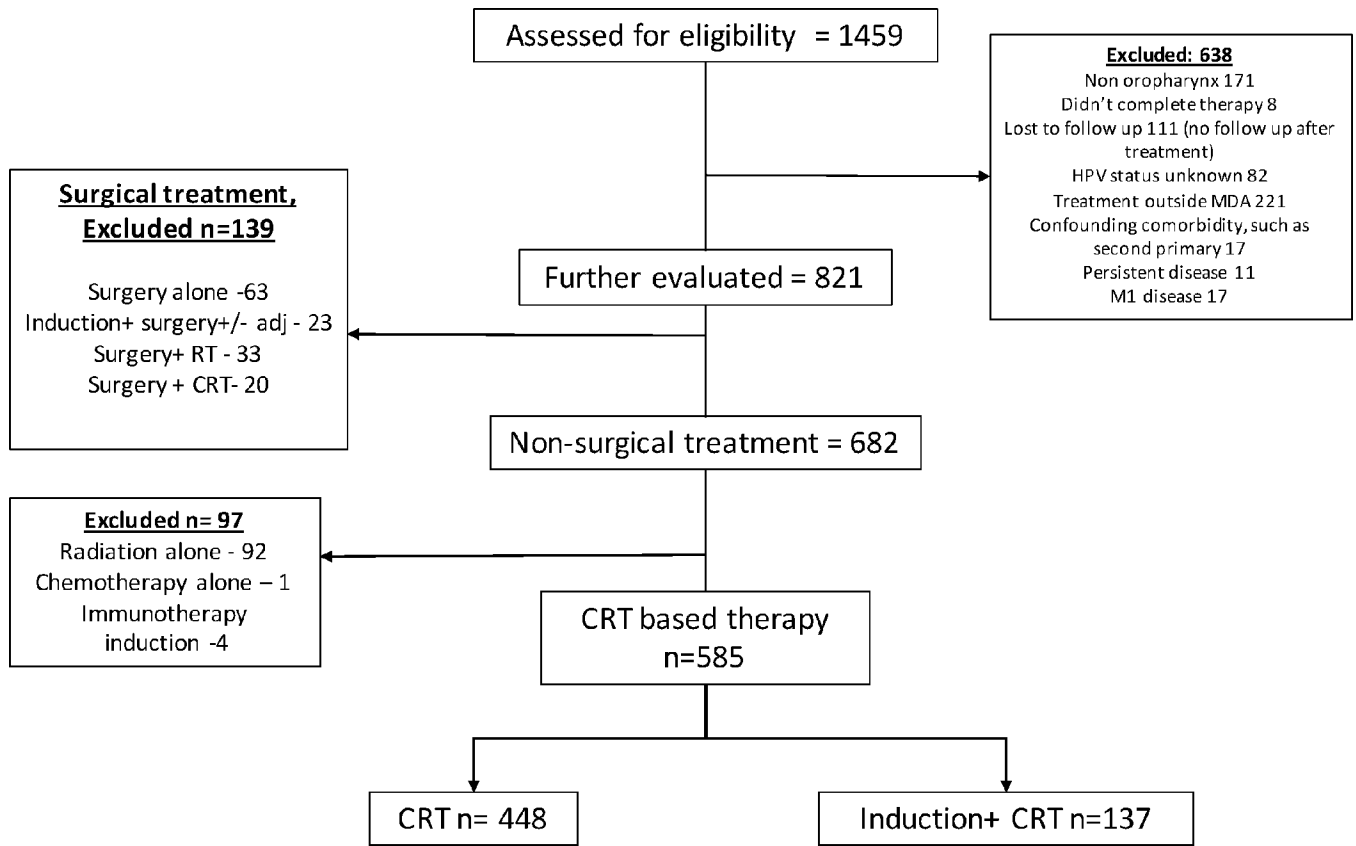 Assessed for eligibility = 1459
Excluded: 638
Non oropharynx 171
Didn't complete therapy 8
Lost to follow up 111 (no follow up after
treatment)
HPV status unknown 82
Treatment outside MDA 221
Confounding comorbidity, such as
second primary 17
Persistent disease 11
M1 disease 17
Surgical treatment,
Excluded n=139
Surgery alone -63
Induction+ surgery+/- adj - 23
Surgery+ RT - 33
Surgery + CRT- 20
Further evaluated = 821
Non-surgical treatment = 682
Excluded n= 97
Radiation alone - 92
Chemotherapy alone – 1
Immunotherapy
induction -4
CRT based therapy
n=585
CRT n= 448
Induction+ CRT n=137